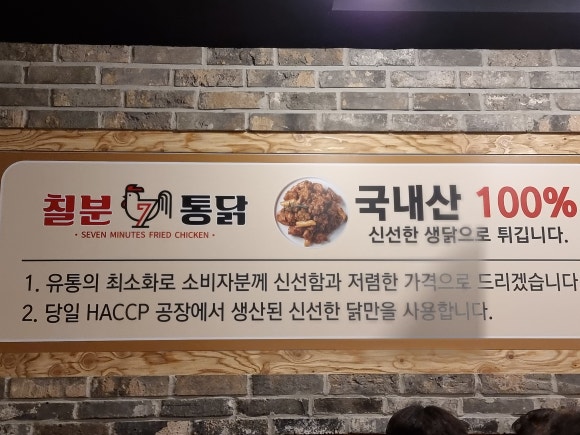 칠분 7 통닭
• SEVEN MINUTES FRIED CHICKEN •
국내산 100%
신선한 생닭으로 튀깁니다.
1. 유통의 최소화로 소비자분께 신선함과 저렴한 가격으로 드리겠습니다
2. 당일 HACCP 공장에서 생산된 신선한 닭만을 사용합니다.